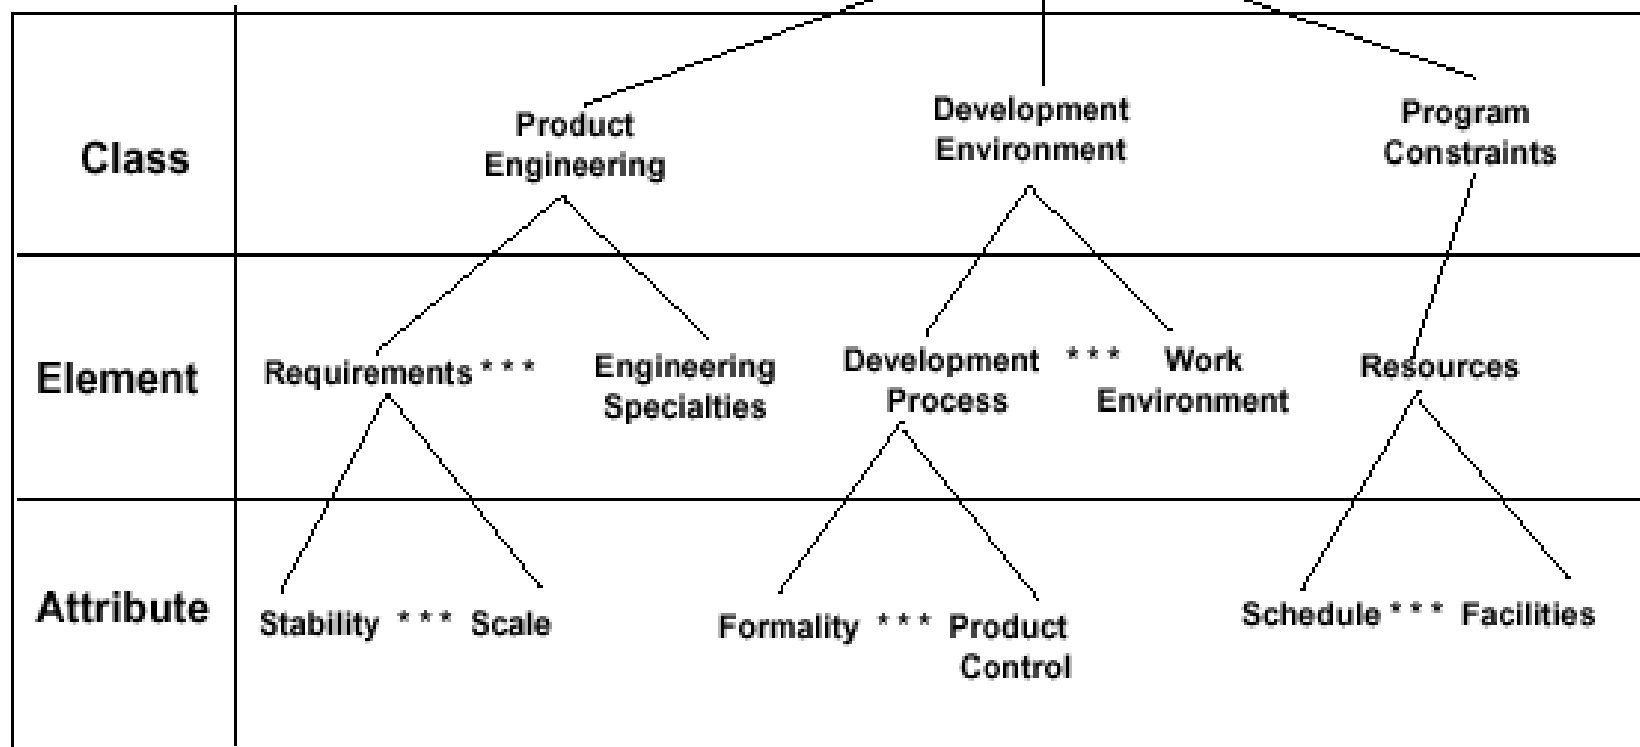 Class
Product
Engineering
Development
Environment
Program
Constraints
Element
Requirements * * *
Engineering
Specialties
Development
Process
* * *
Work
Environment
Resources
Attribute
Stability * * * Scale
Formality * * * Product
Control
Schedule * * * Facilities